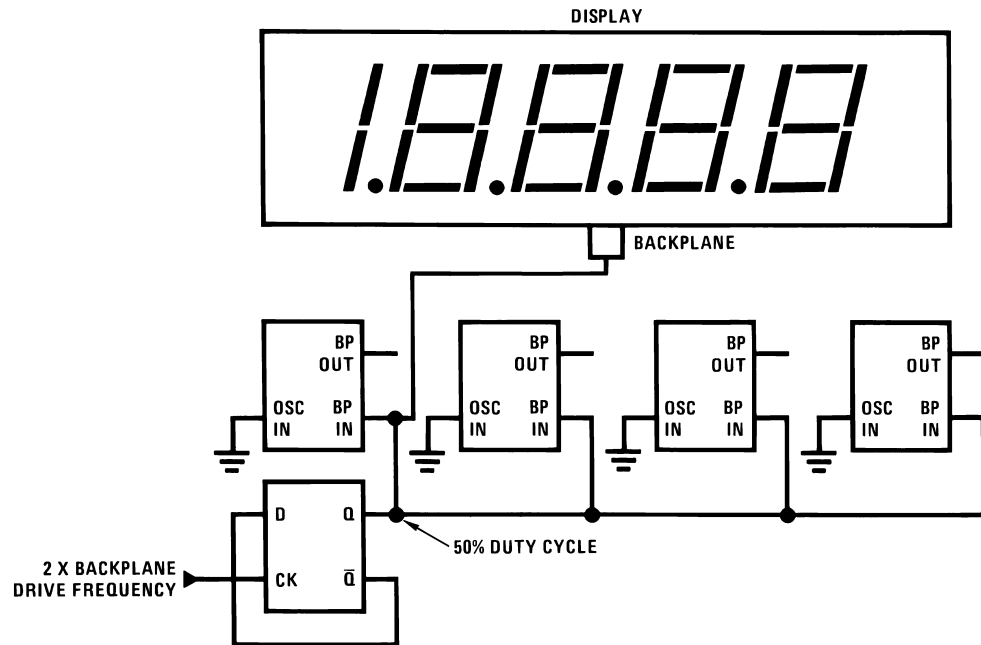 DISPLAY
1.8.8.8.8
BACKPLANE
BP
OUT
OSC
IN
BP
IN
BP
OUT
OSC
IN
BP
IN
BP
OUT
OSC
IN
BP
IN
BP
OUT
OSC
IN
BP
IN
D
Q
50% DUTY CYCLE
2 X BACKPLANE
DRIVE FREQUENCY
CK
Q̅